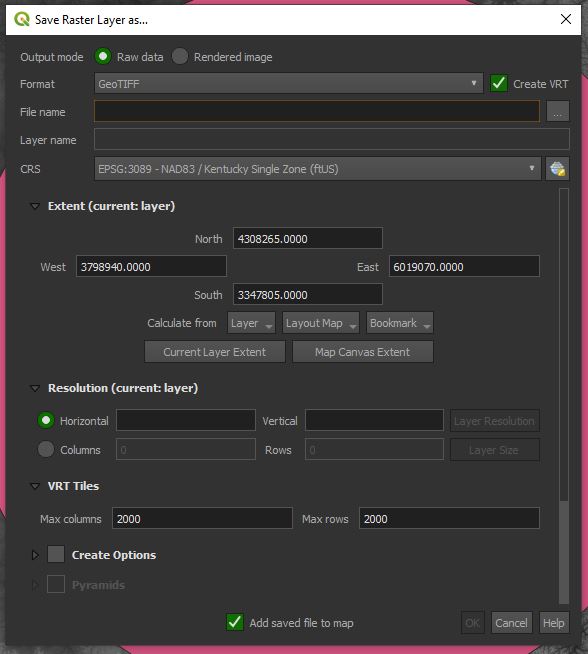 Save Raster Layer as...
Output mode Raw data Rendered image
Format GeoTIFF Create VRT
File name ...
Layer name
CRS EPSG:3089 - NAD83 / Kentucky Single Zone (ftUS)
Extent (current: layer)
North 4308265.0000
West 3798940.0000 East 6019070.0000
South 3347805.0000
Calculate from Layer Layout Map Bookmark
Current Layer Extent Map Canvas Extent
Resolution (current: layer)
Horizontal Vertical Layer Resolution
Columns 0 Rows 0 Layer Size
VRT Tiles
Max columns 2000 Max rows 2000
Create Options
Pyramids
Add saved file to map OK Cancel Help